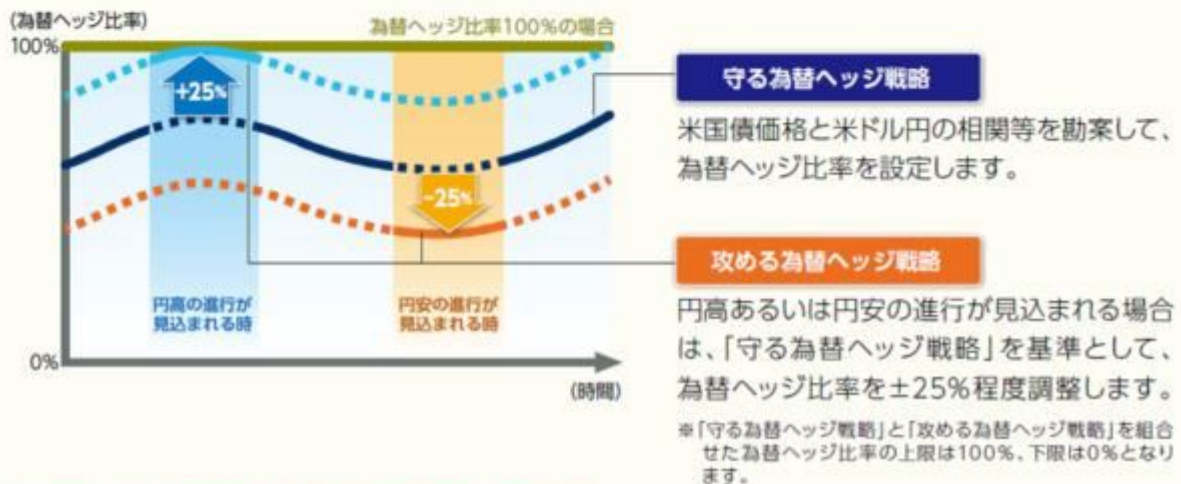 (為替ヘッジ比率)
100%
為替ヘッジ比率100%の場合
+25%
-25%
円高の進行が
見込まれる時
円安の進行が
見込まれる時
0%
(時間)
守る為替ヘッジ戦略
米国債価格と米ドル円の相関等を勘案して、
為替ヘッジ比率を設定します。
攻める為替ヘッジ戦略
円高あるいは円安の進行が見込まれる場合
は、「守る為替ヘッジ戦略」を基準として、
為替ヘッジ比率を±25%程度調整します。
※「守る為替ヘッジ戦略」と「攻める為替ヘッジ戦略」を組合
せた為替ヘッジ比率の上限は100%、下限は0%となり
ます。